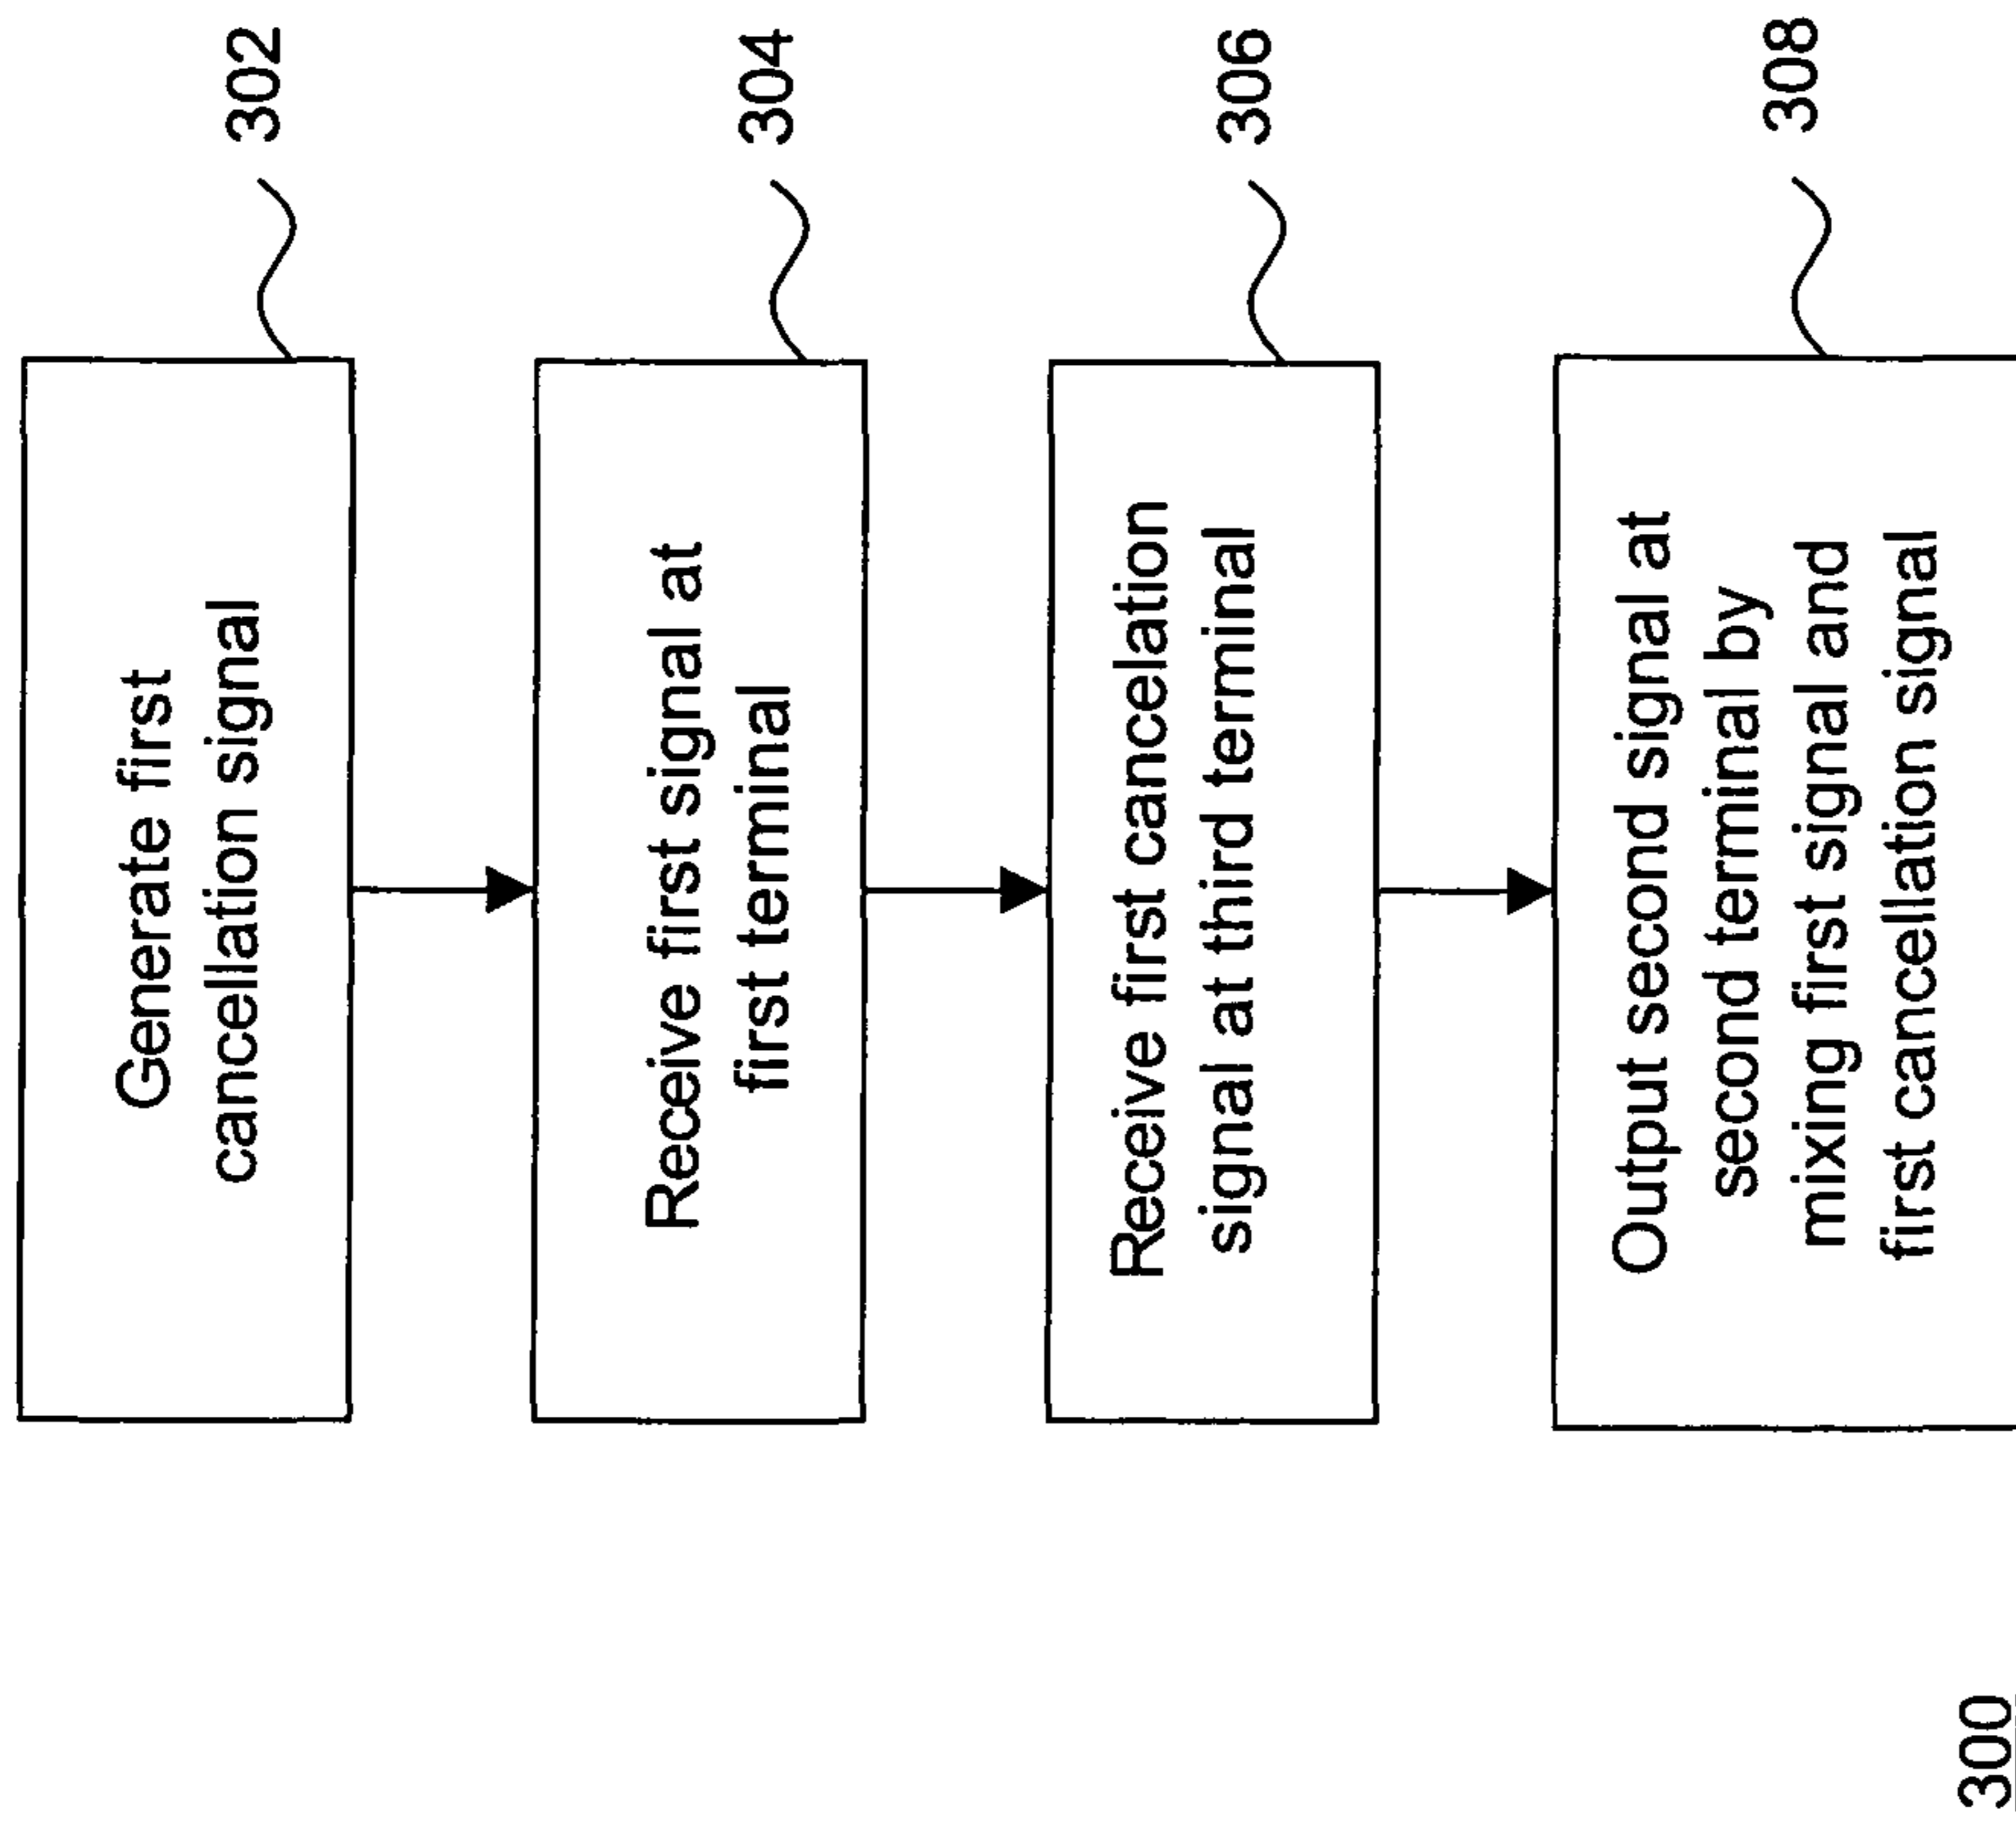 Generate first
cancellation signal
302
Receive first signal at
first terminal
304
Receive first cancelation
signal at third terminal
306
Output second signal at
second terminal by
mixing first signal and
first cancellation signal
308
300